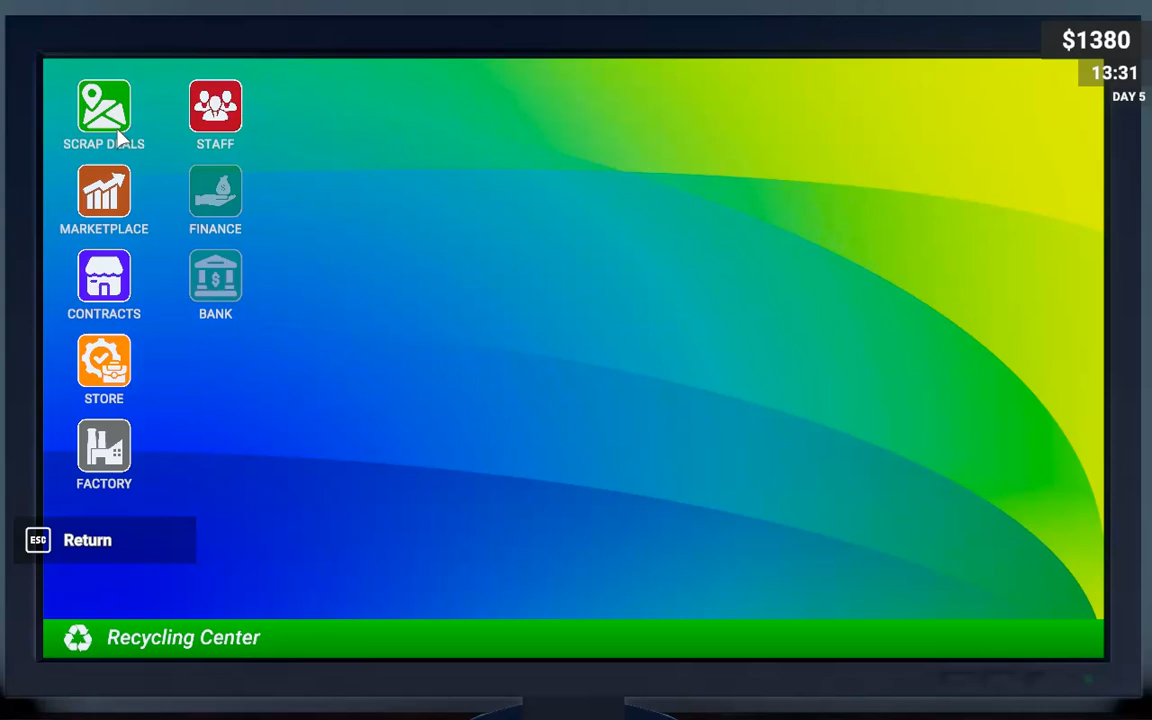 $1380
13:31
DAY 5
SCRAP DEALS
STAFF
MARKETPLACE
FINANCE
CONTRACTS
BANK
STORE
FACTORY
ESC Return
Recycling Center